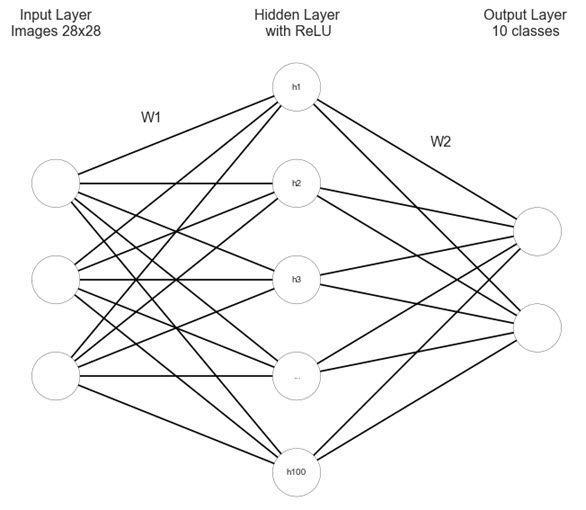 Input Layer
Images 28x28
Hidden Layer
with ReLU
Output Layer
10 classes
W1
W2
h1
h2
h3
...
h100